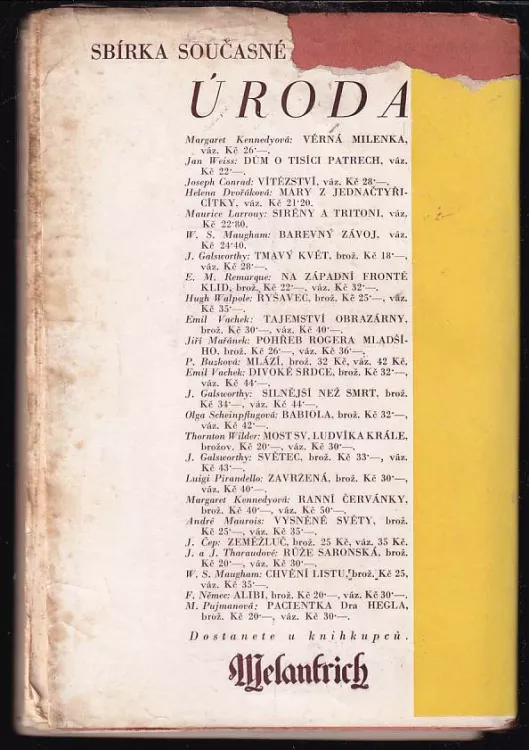 SBÍRKA SOUČASNÉ
ÚRODA
Margaret Kennedyová: VĚRNÁ MILENKA,
váz. Kč 26·—.
Jan Weiss: DŮM O TISÍCI PATRECH, váz.
Kč 22·—.
Joseph Conrad: VÍTĚZSTVÍ, váz. Kč 28·—.
Helena Dvořáková: MARY Z JEDNAČTYŘI-
CÍTKY, váz. Kč 21·20.
Maurice Larrouy: SIRÉNY A TRITONI, váz.
Kč 22·80.
W. S. Maugham: BAREVNÝ ZÁVOJ, váz.
Kč 24·40.
J. Galsworthy: TMAVÝ KVĚT, brož. Kč 18·—,
váz. Kč 28·—.
E. M. Remarque: NA ZÁPADNÍ FRONTĚ
KLID, brož. Kč 22·—, váz. Kč 32·—.
Hugh Walpole: RYŠAVEC, brož. Kč 25·—, váz.
Kč 35·—.
Emil Vachek: TAJEMSTVÍ OBRAZÁRNY,
brož. Kč 30·—, váz. Kč 40·—.
Jiří Mařánek: POHŘEB ROGERA MLADŠÍ-
HO, brož. Kč 26·—, váz. Kč 36·—.
P. Buzková: MLÁZÍ, brož. 32 Kč, váz. 42 Kč.
Emil Vachek: DIVOKÉ SRDCE, brož. Kč 32·—,
váz. Kč 44·—.
J. Galsworthy: SILNĚJŠÍ NEŽ SMRT, brož.
Kč 34·—, váz. Kč 44·—.
Olga Scheinpflugová: BABIOLA, brož. Kč 32·—,
váz. Kč 42·—.
Thornton Wilder: MOST SV. LUDVÍKA KRÁLE,
brožov. Kč 20·—, váz. Kč 30·—.
J. Galsworthy: SVĚTEC, brož. Kč 33·—, váz.
Kč 43·—.
Luigi Pirandello: ZAVRŽENÁ, brož. Kč 30·—,
váz. Kč 40·—.
Margaret Kennedyová: RANNÍ ČERVÁNKY,
brož. Kč 40·—, váz. Kč 50·—.
André Maurois: VYSNĚNÉ SVĚTY, brož.
Kč 25·—, váz. Kč 35·—.
J. Čep: ZEMĚŽLUČ, brož. 25 Kč, váz. 35 Kč.
J. a J. Tharaudové: RŮŽE SARONSKÁ, brož.
Kč 20·—, váz. Kč 30·—.
W. S. Maugham: CHVĚNÍ LISTU, brož. Kč 25,
váz. Kč 35·—.
F. Němec: ALIBI, brož. Kč 20·—, váz. Kč 30·—.
M. Pujmanová: PACIENTKA Dra HEGLA,
brož. Kč 20·—, váz. Kč 30·—.
Dostanete u knihkupců.
Melantrich